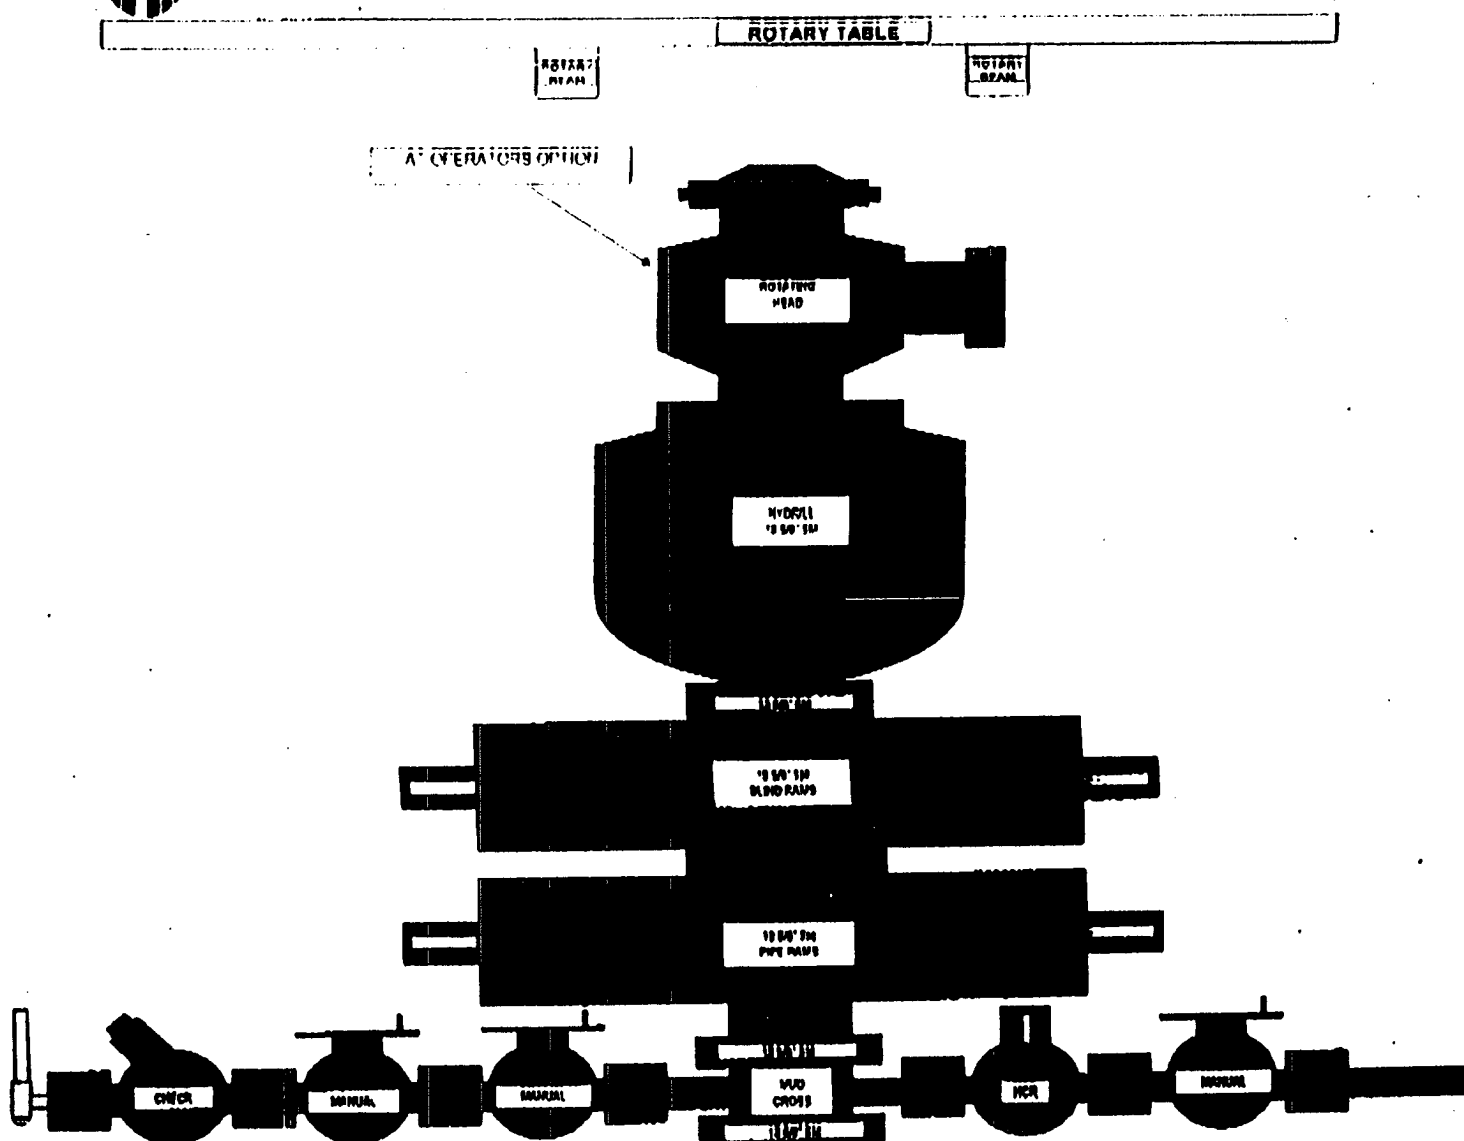 ROTARY TABLE
ROTARY
BEAM
ROTARY
BEAM
AT OPERATORS OPTION
ROTATING
HEAD
HYDRILL
BLIND RAMS
PIPE RAMS
CHECK
MANUAL
MANUAL
MUD
CROSS
HCR
MANUAL